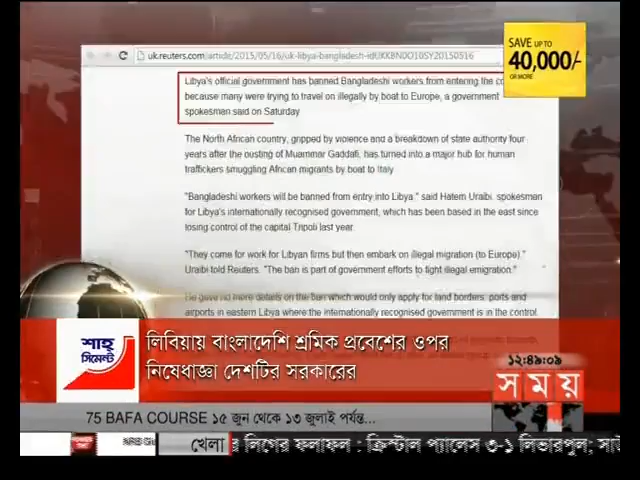 uk.reuters.com/article/2015/05/16/uk-libya-bangladesh-idUKKBN0O10SY20150516
SAVE UP TO
40,000/-
OR MORE
Libya's official government has banned Bangladeshi workers from entering the
because many were trying to travel on illegally by boat to Europe, a government
spokesman said on Saturday
The North African country, gripped by violence and a breakdown of state authority four
years after the ousting of Muammar Gaddafi, has turned into a major hub for human
traffickers smuggling African migrants by boat to Italy
"Bangladeshi workers will be banned from entry into Libya," said Hatem Uraibi, spokesman
for Libya's internationally recognised government, which has been based in the east since
losing control of the capital Tripoli last year.
"They come for work for Libyan firms but then embark on illegal migration (to Europe),"
Uraibi told Reuters. "The ban is part of government efforts to fight illegal emigration."
He gave no more details on the ban which would only apply for land borders, ports and
airports in eastern Libya where the internationally recognised government is in the control.
শাহ্
সিমেন্ট
লিবিয়ায় বাংলাদেশি শ্রমিক প্রবেশের ওপর
নিষেধাজ্ঞা দেশটির সরকারের
১২:৪৯:০৯
সময়
75 BAFA COURSE ১৫ জুন থেকে ১৩ জুলাই পর্যন্ত...
NRB Glo
খেলা
র লিগের ফলাফল : ক্রিস্টাল প্যালেস ৩-১ লিভারপুল; সাউ